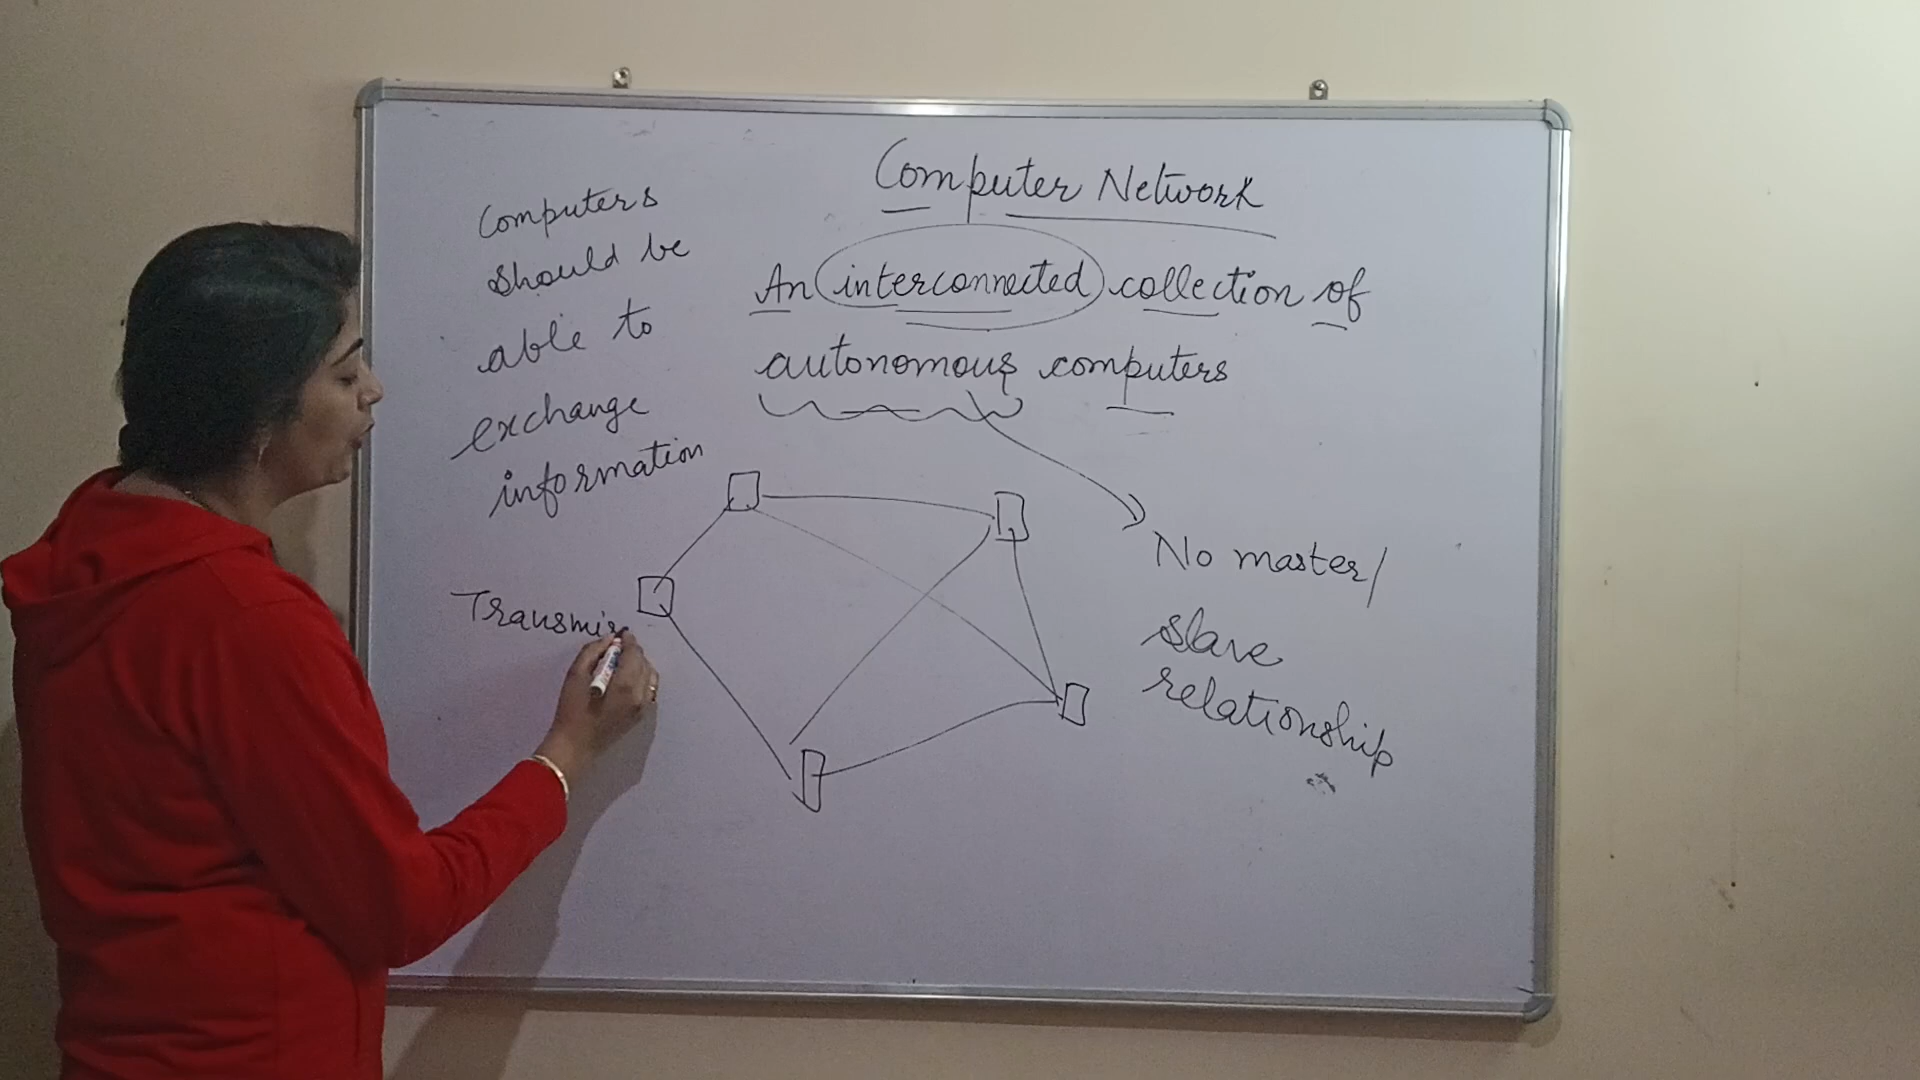 Computer Network
An interconnected collection of
autonomous computers
Computers
should be
able to
exchange
information
No master/
slave
relationship
Transmis